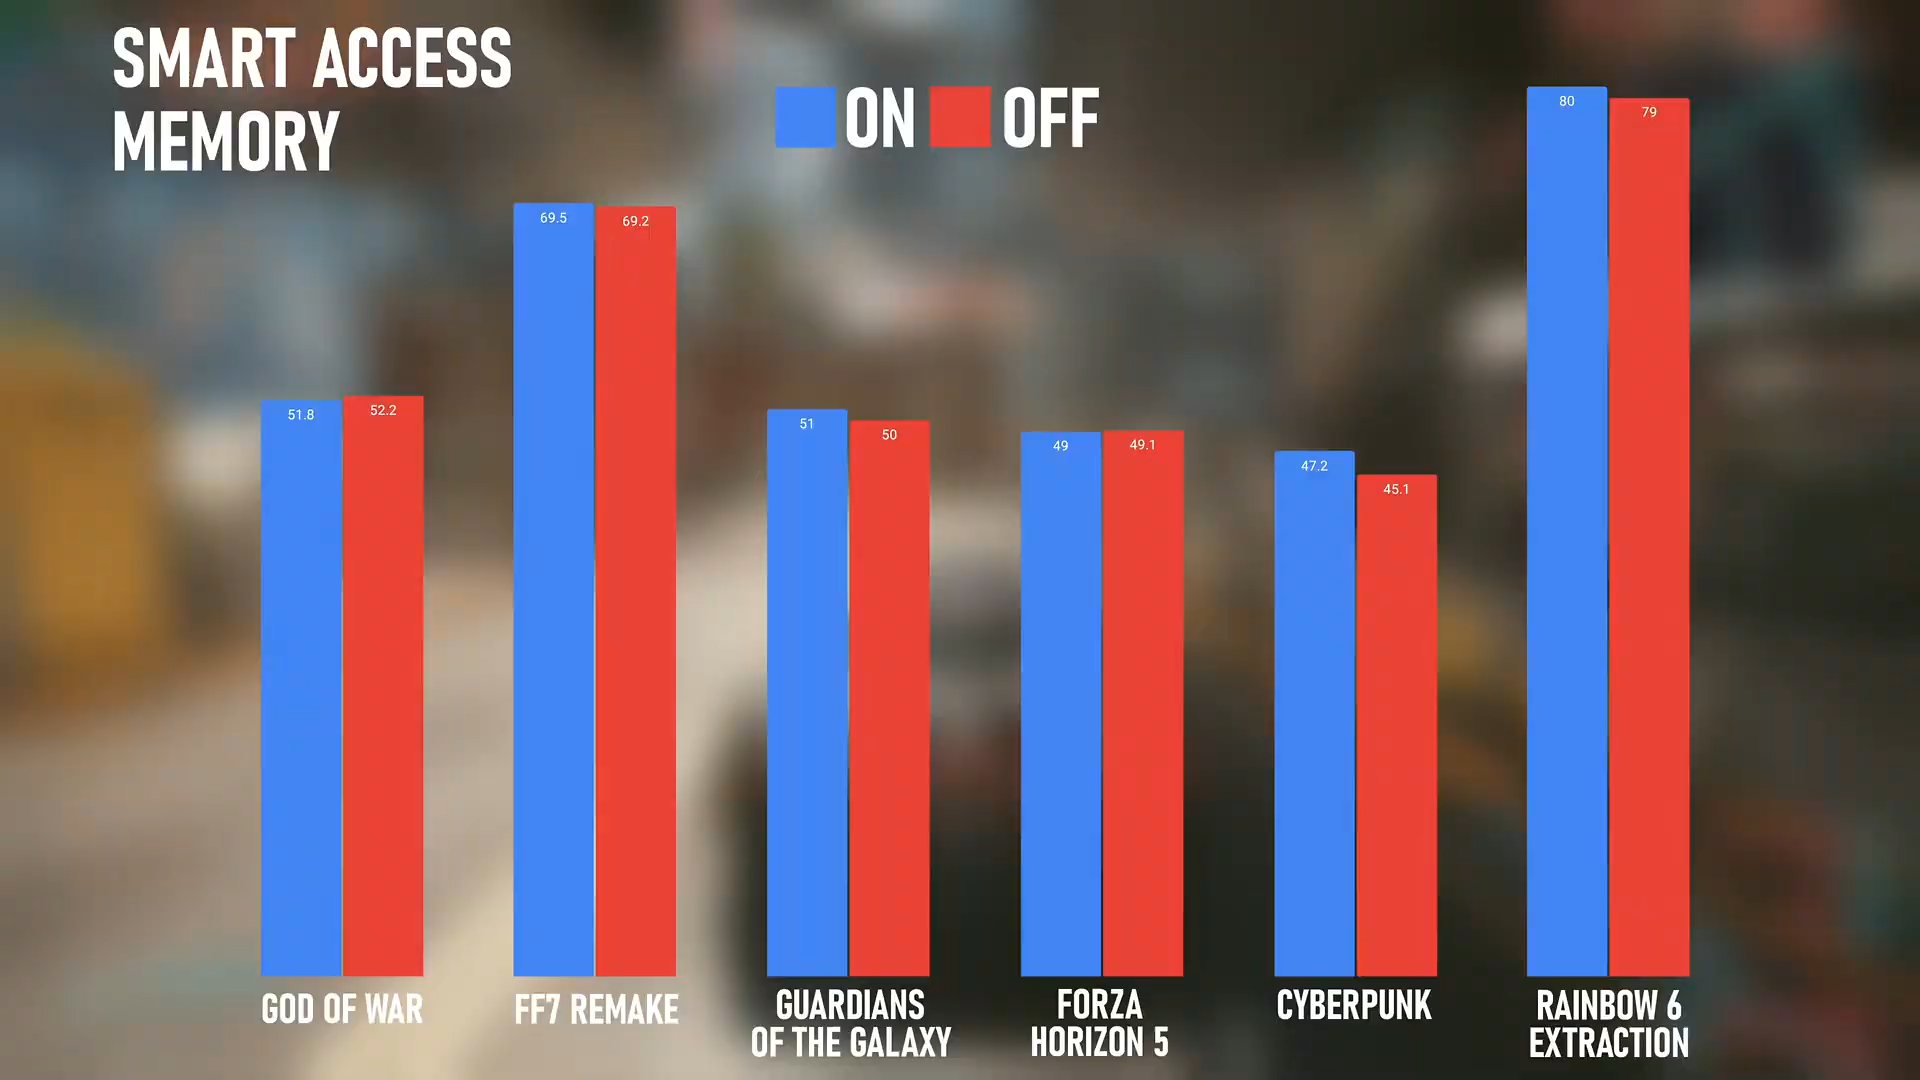 SMART ACCESS
MEMORY
ON OFF
80
79
69.5
69.2
51.8
52.2
51
50
49
49.1
47.2
45.1
GOD OF WAR
FF7 REMAKE
GUARDIANS
OF THE GALAXY
FORZA
HORIZON 5
CYBERPUNK
RAINBOW 6
EXTRACTION